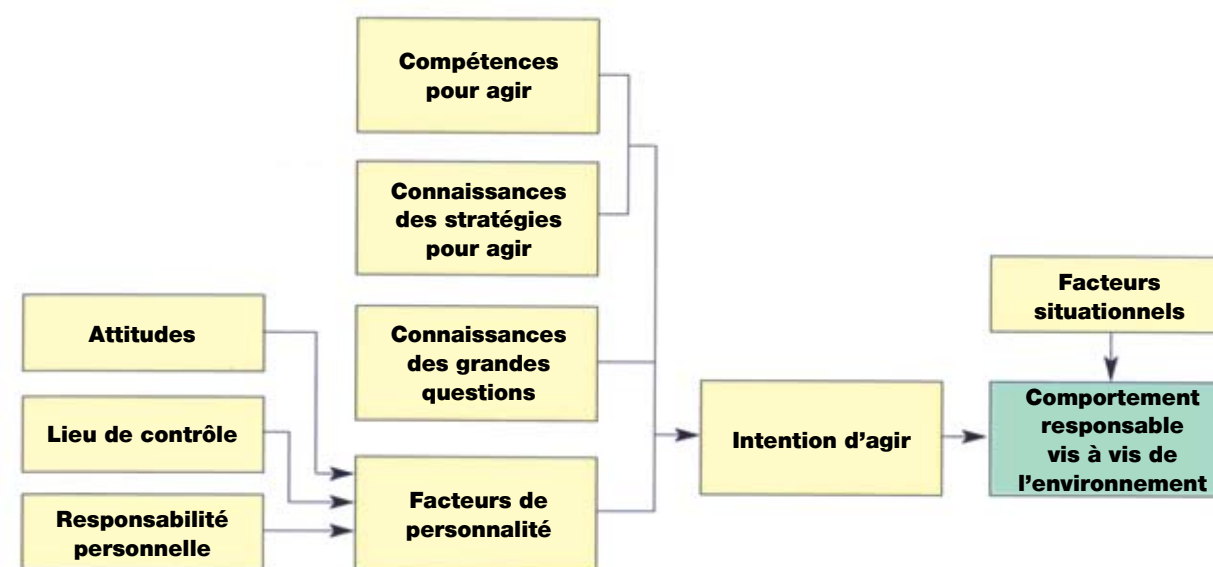 Compétences
pour agir
Connaissances
des stratégies
pour agir
Connaissances
des grandes
questions
Attitudes
Lieu de contrôle
Responsabilité
personnelle
Facteurs de
personnalité
Intention d’agir
Facteurs
situationnels
Comportement
responsable
vis à vis de
l’environnement